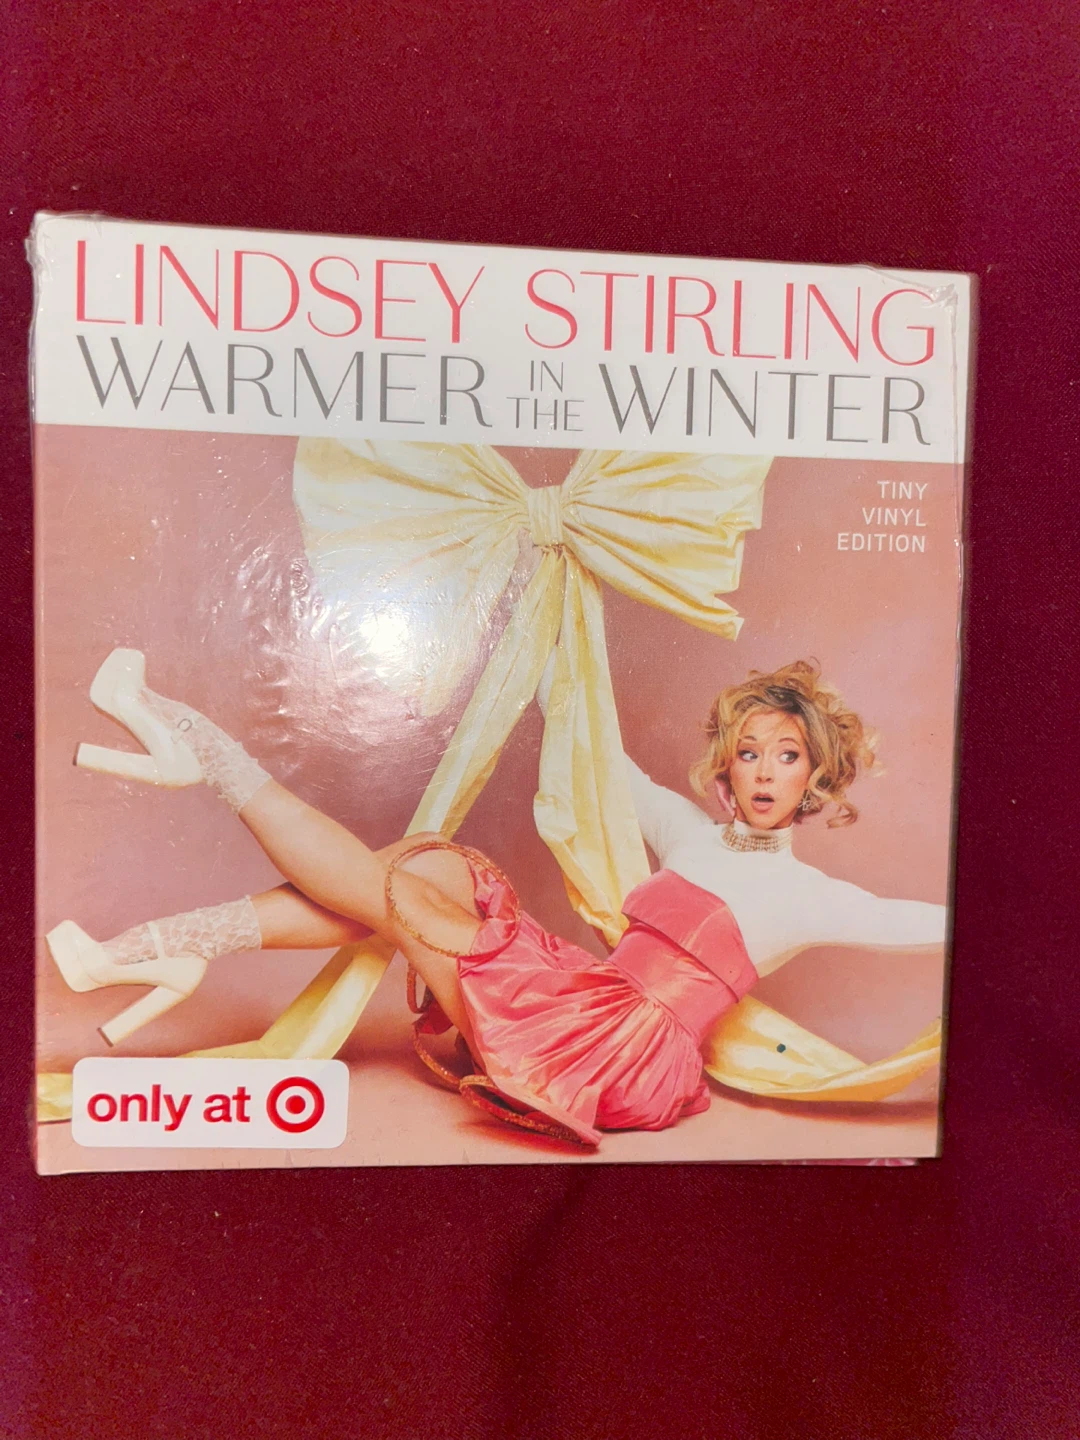 LINDSEY STIRLING
WARMER IN THE WINTER
TINY
VINYL
EDITION
only at